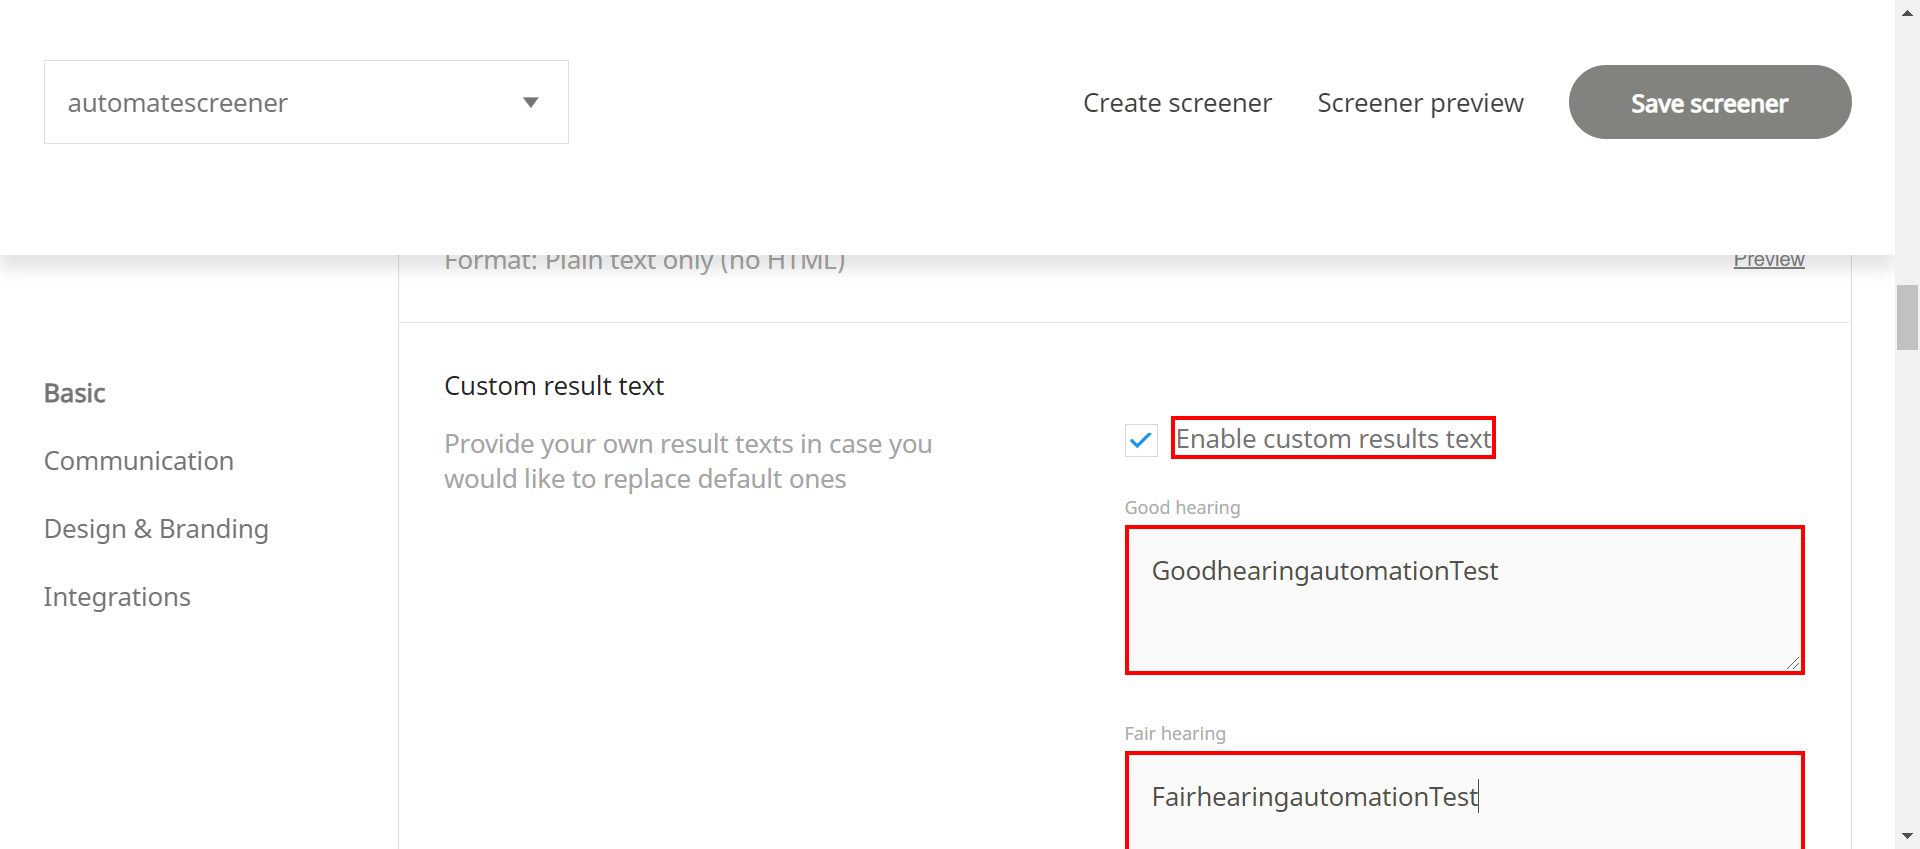 automatescreener
Create screener
Screener preview
Save screener
Format: Plain text only (no HTML)
Preview
Basic
Communication
Design & Branding
Integrations
Custom result text
Provide your own result texts in case you
would like to replace default ones
Enable custom results text
Good hearing
GoodhearingautomationTest
Fair hearing
FairhearingautomationTest